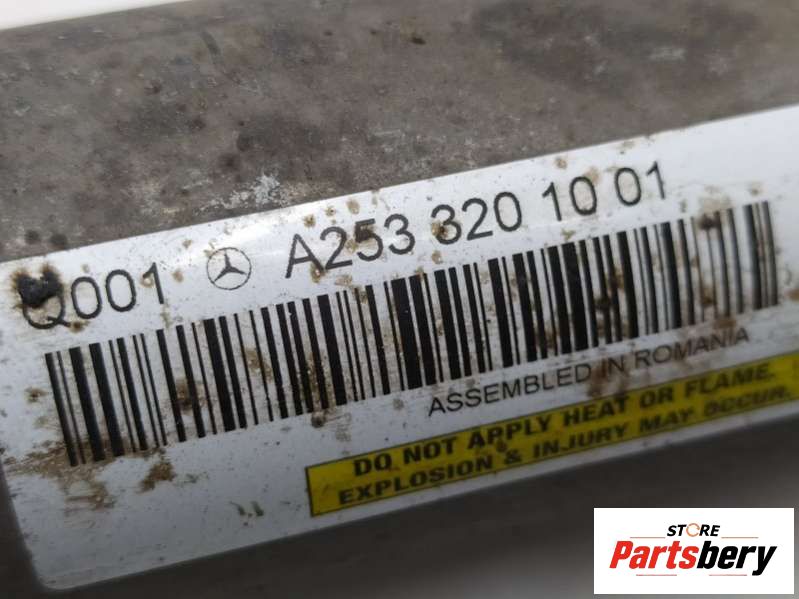 Q001 A253 320 10 01
ASSEMBLED IN ROMANIA
DO NOT APPLY HEAT OR FLAME.
EXPLOSION & INJURY MAY OCCUR.
STORE
Partsbery